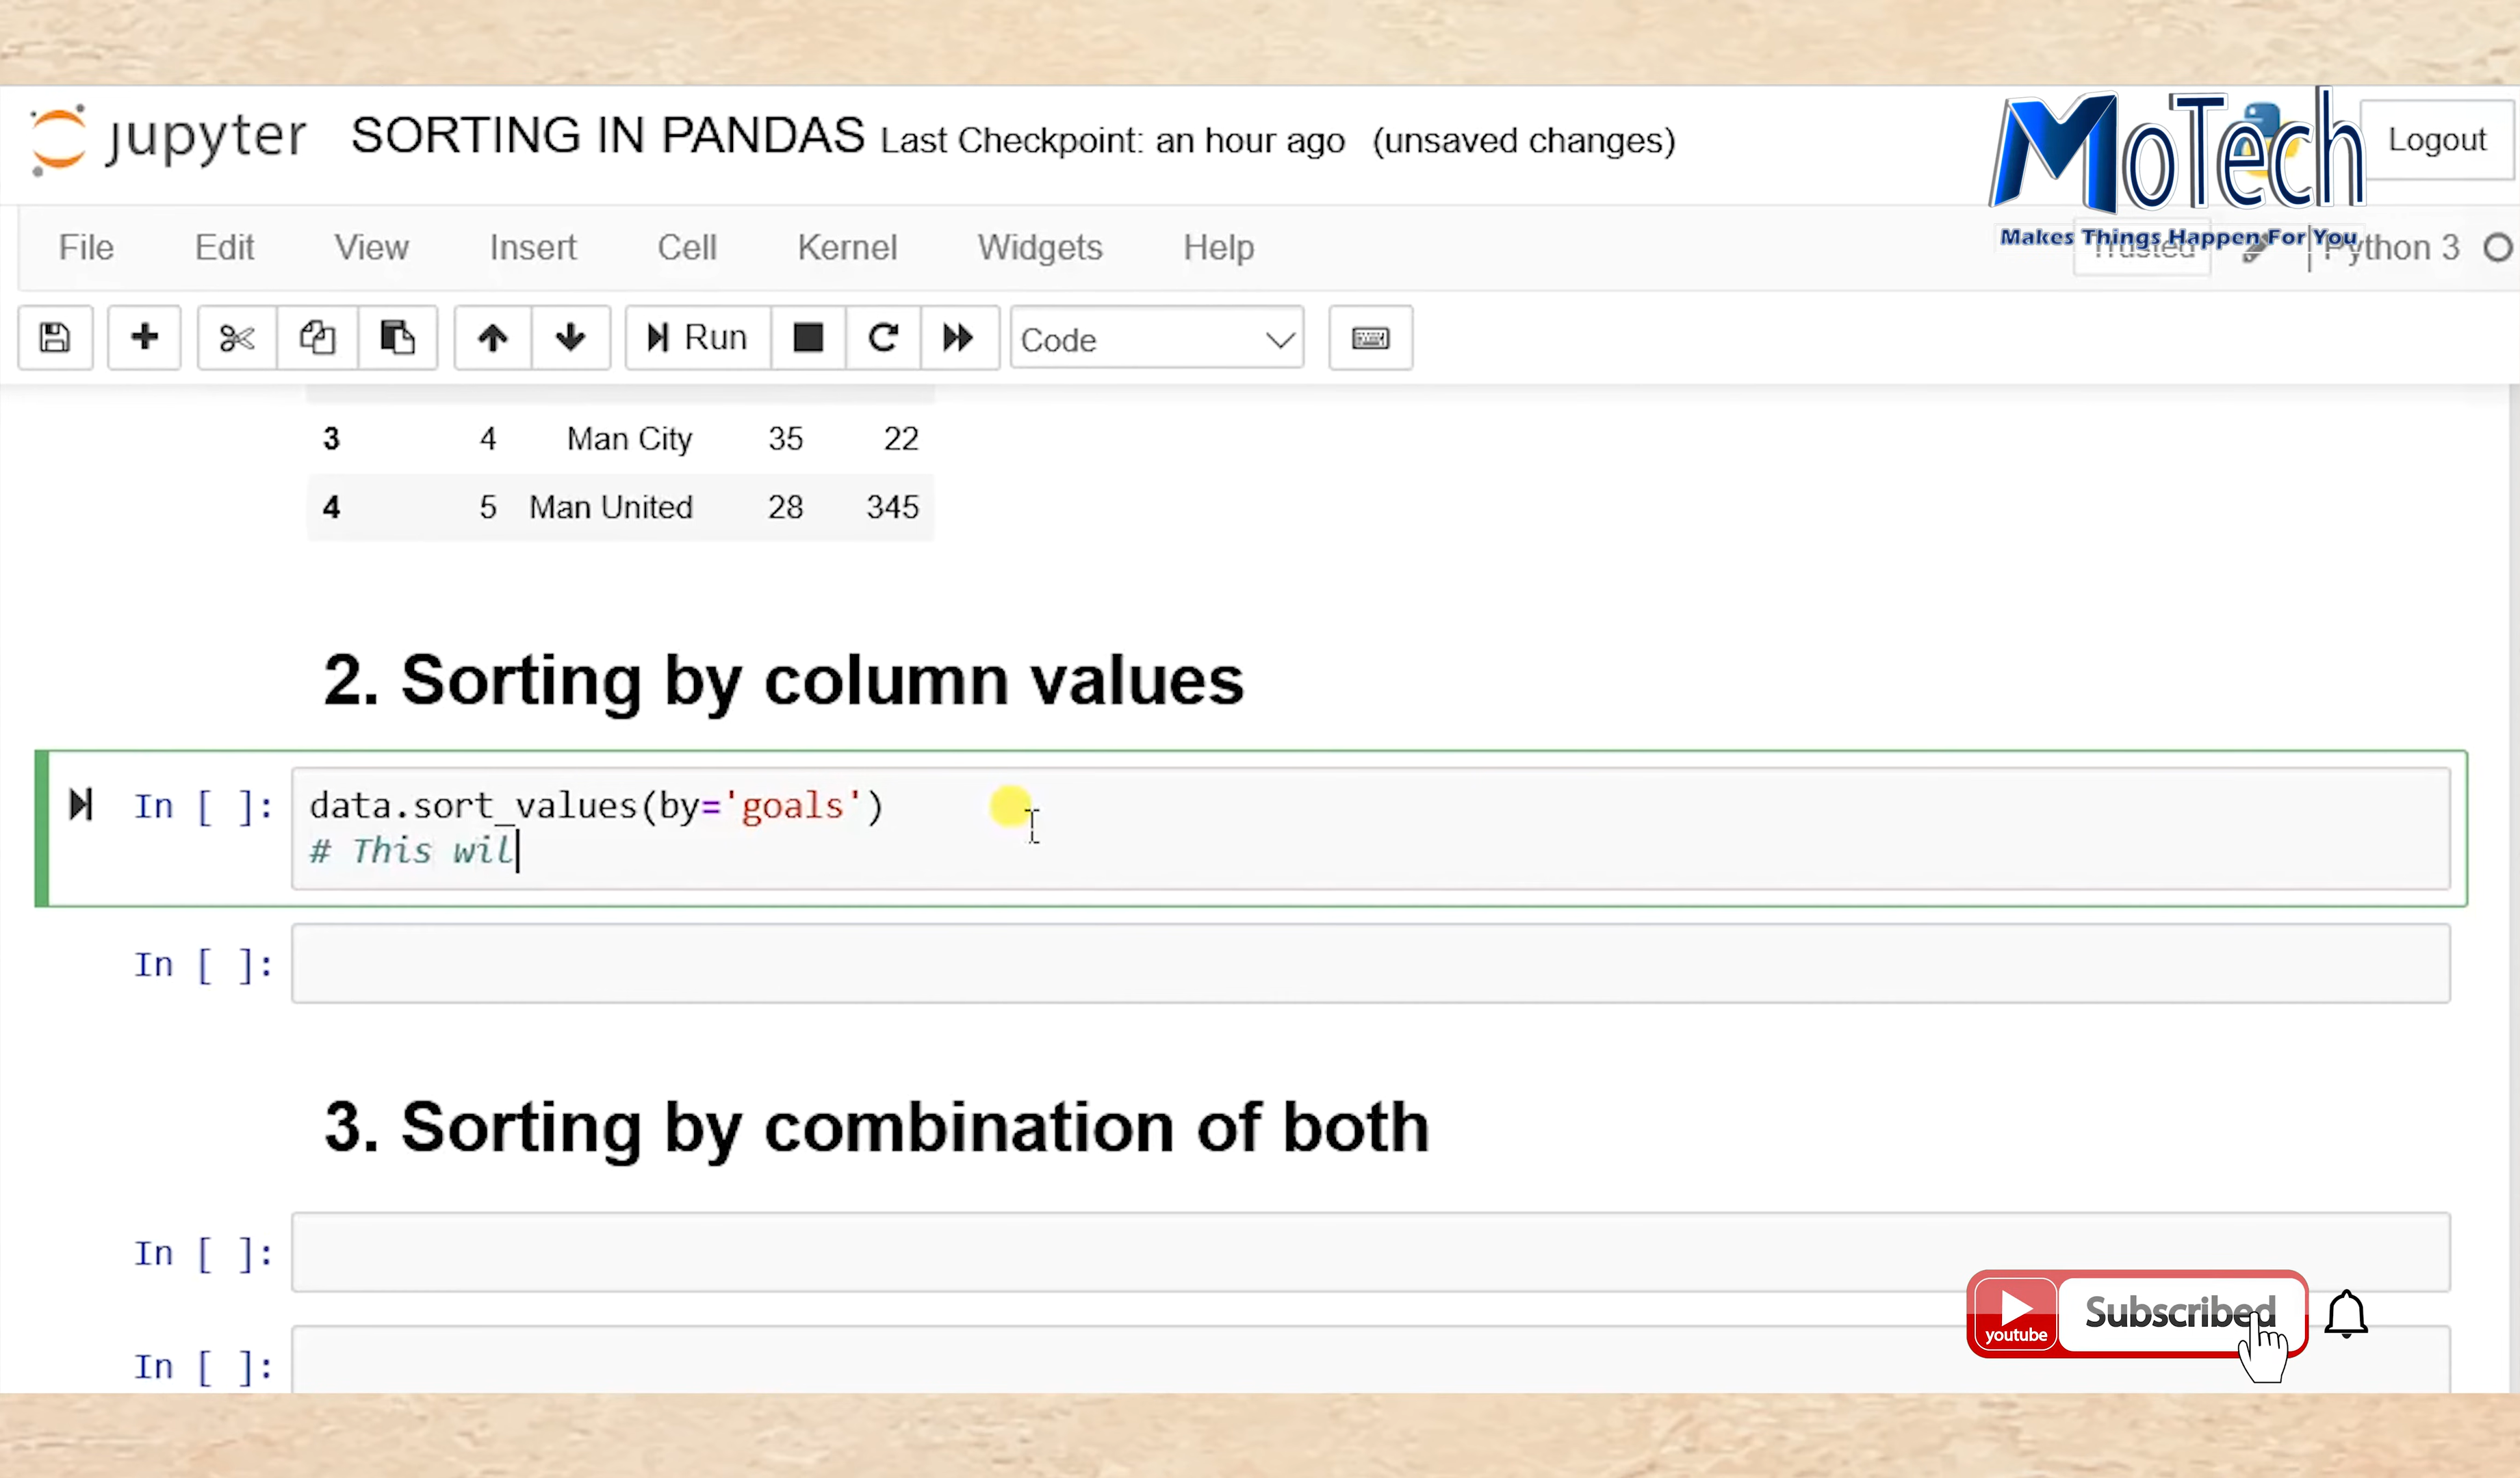 jupyter SORTING IN PANDAS Last Checkpoint: an hour ago (unsaved changes)
MoTech
Logout
Makes Things Happen For You
File Edit View Insert Cell Kernel Widgets Help
Trusted
Python 3
Run
Code
3 4 Man City 35 22
4 5 Man United 28 345
2. Sorting by column values
In [ ]: data.sort_values(by='goals')
# This wil
In [ ]:
3. Sorting by combination of both
In [ ]:
youtube
Subscribed
In [ ]: